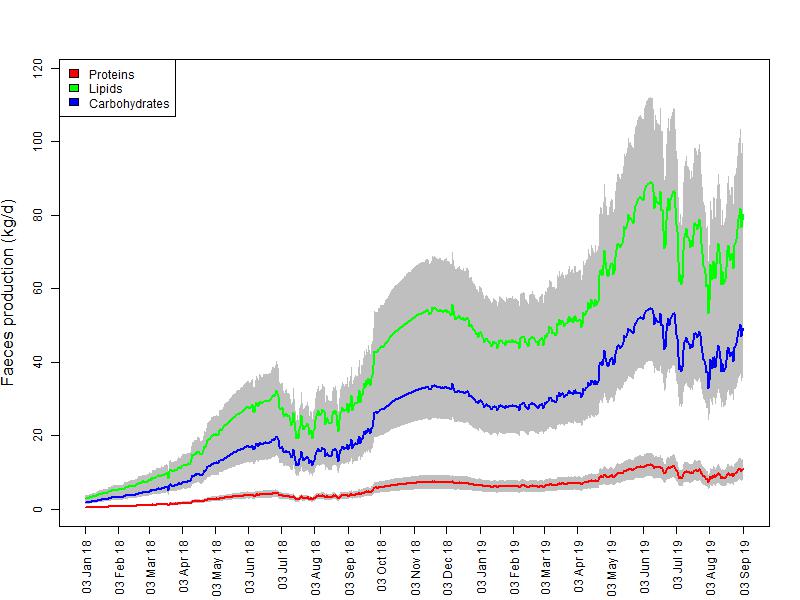 Proteins
Lipids
Carbohydrates
Faeces production (kg/d)
120
100
80
60
40
20
0
03 Jan 18
03 Feb 18
03 Mar 18
03 Apr 18
03 May 18
03 Jun 18
03 Jul 18
03 Aug 18
03 Sep 18
03 Oct 18
03 Nov 18
03 Dec 18
03 Jan 19
03 Feb 19
03 Mar 19
03 Apr 19
03 May 19
03 Jun 19
03 Jul 19
03 Aug 19
03 Sep 19